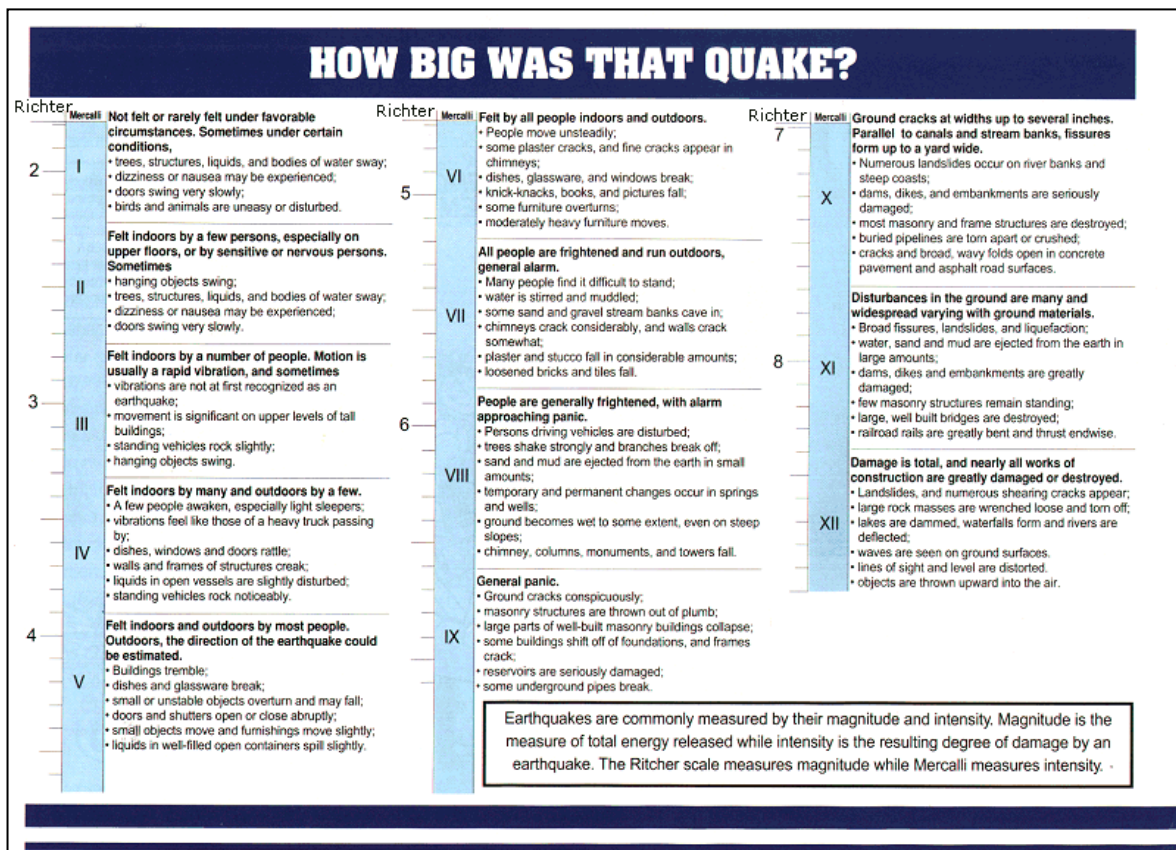 HOW BIG WAS THAT QUAKE?
Richter
Mercalli
2
3
4
I
Not felt or rarely felt under favorable
circumstances. Sometimes under certain
conditions,
• trees, structures, liquids, and bodies of water sway;
• dizziness or nausea may be experienced;
• doors swing very slowly;
• birds and animals are uneasy or disturbed.
II
Felt indoors by a few persons, especially on
upper floors, or by sensitive or nervous persons.
Sometimes
• hanging objects swing;
• trees, structures, liquids, and bodies of water sway;
• dizziness or nausea may be experienced;
• doors swing very slowly.
III
Felt indoors by a number of people. Motion is
usually a rapid vibration, and sometimes
• vibrations are not at first recognized as an
earthquake;
• movement is significant on upper levels of tall
buildings;
• standing vehicles rock slightly;
• hanging objects swing.
IV
Felt indoors by many and outdoors by a few.
• A few people awaken, especially light sleepers;
• vibrations feel like those of a heavy truck passing
by;
• dishes, windows and doors rattle;
• walls and frames of structures creak;
• liquids in open vessels are slightly disturbed;
• standing vehicles rock noticeably.
V
Felt indoors and outdoors by most people.
Outdoors, the direction of the earthquake could
be estimated.
• Buildings tremble;
• dishes and glassware break;
• small or unstable objects overturn and may fall;
• doors and shutters open or close abruptly;
• small objects move and furnishings move slightly;
• liquids in well-filled open containers spill slightly.
Richter
Mercalli
5
6
VI
Felt by all people indoors and outdoors.
• People move unsteadily;
• some plaster cracks, and fine cracks appear in
chimneys;
• dishes, glassware, and windows break;
• knick-knacks, books, and pictures fall;
• some furniture overturns;
• moderately heavy furniture moves.
VII
All people are frightened and run outdoors,
general alarm.
• Many people find it difficult to stand;
• water is stirred and muddled;
• some sand and gravel stream banks cave in;
• chimneys crack considerably, and walls crack
somewhat;
• plaster and stucco fall in considerable amounts;
• loosened bricks and tiles fall.
VIII
People are generally frightened, with alarm
approaching panic.
• Persons driving vehicles are disturbed;
• trees shake strongly and branches break off;
• sand and mud are ejected from the earth in small
amounts;
• temporary and permanent changes occur in springs
and wells;
• ground becomes wet to some extent, even on steep
slopes;
• chimney, columns, monuments, and towers fall.
IX
General panic.
• Ground cracks conspicuously;
• masonry structures are thrown out of plumb;
• large parts of well-built masonry buildings collapse;
• some buildings shift off of foundations, and frames
crack;
• reservoirs are seriously damaged;
• some underground pipes break.
Richter
Mercalli
7
8
X
Ground cracks at widths up to several inches.
Parallel to canals and stream banks, fissures
form up to a yard wide.
• Numerous landslides occur on river banks and
steep coasts;
• dams, dikes, and embankments are seriously
damaged;
• most masonry and frame structures are destroyed;
• buried pipelines are torn apart or crushed;
• cracks and broad, wavy folds open in concrete
pavement and asphalt road surfaces.
XI
Disturbances in the ground are many and
widespread varying with ground materials.
• Broad fissures, landslides, and liquefaction;
• water, sand and mud are ejected from the earth in
large amounts;
• dams, dikes and embankments are greatly
damaged;
• few masonry structures remain standing;
• large, well built bridges are destroyed;
• railroad rails are greatly bent and thrust endwise.
XII
Damage is total, and nearly all works of
construction are greatly damaged or destroyed.
• Landslides, and numerous shearing cracks appear;
• large rock masses are wrenched loose and torn off;
• lakes are dammed, waterfalls form and rivers are
deflected;
• waves are seen on ground surfaces.
• lines of sight and level are distorted.
• objects are thrown upward into the air.
Earthquakes are commonly measured by their magnitude and intensity. Magnitude is the
measure of total energy released while intensity is the resulting degree of damage by an
earthquake. The Ritcher scale measures magnitude while Mercalli measures intensity.